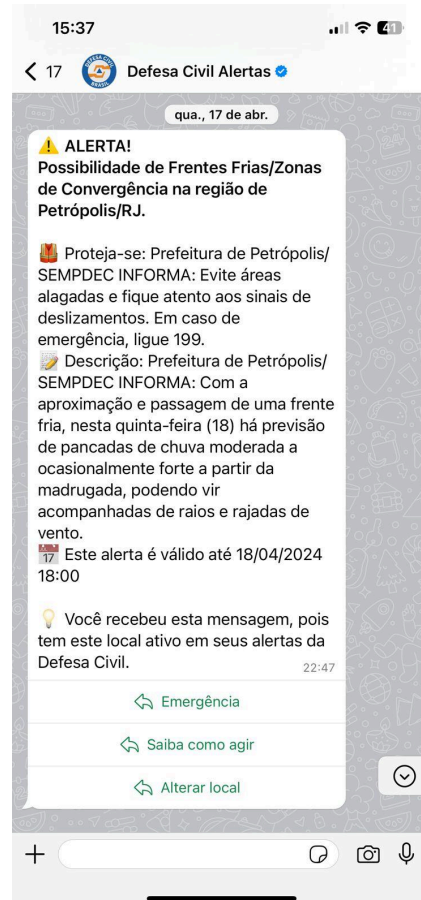 15:37
41
17
Defesa Civil Alertas
qua., 17 de abr.
⚠️ ALERTA!
Possibilidade de Frentes Frias/Zonas
de Convergência na região de
Petrópolis/RJ.
🦺 Proteja-se: Prefeitura de Petrópolis/
SEMPDEC INFORMA: Evite áreas
alagadas e fique atento aos sinais de
deslizamentos. Em caso de
emergência, ligue 199.
📝 Descrição: Prefeitura de Petrópolis/
SEMPDEC INFORMA: Com a
aproximação e passagem de uma frente
fria, nesta quinta-feira (18) há previsão
de pancadas de chuva moderada a
ocasionalmente forte a partir da
madrugada, podendo vir
acompanhadas de raios e rajadas de
vento.
📅 Este alerta é válido até 18/04/2024
18:00
💡 Você recebeu esta mensagem, pois
tem este local ativo em seus alertas da
Defesa Civil.
22:47
Emergência
Saiba como agir
Alterar local